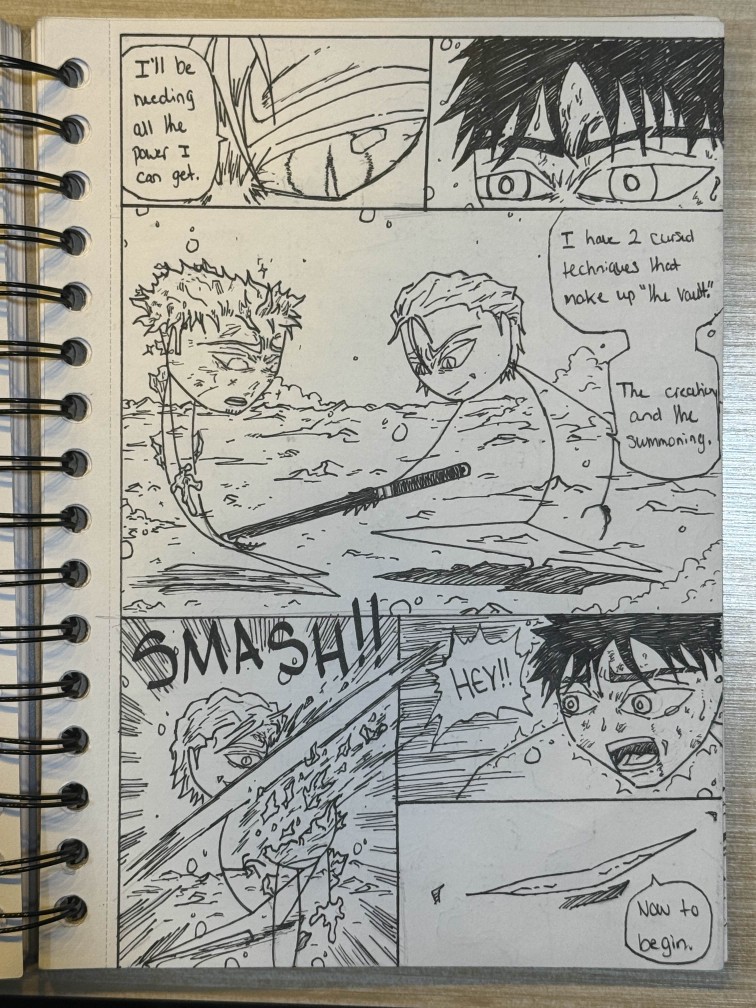 I'll be
needing
all the
power I
can get.
I have 2 cursed
techniques that
make up "the vault."
The creation
and the
summoning.
SMASH!!
HEY!!
Now to
begin.